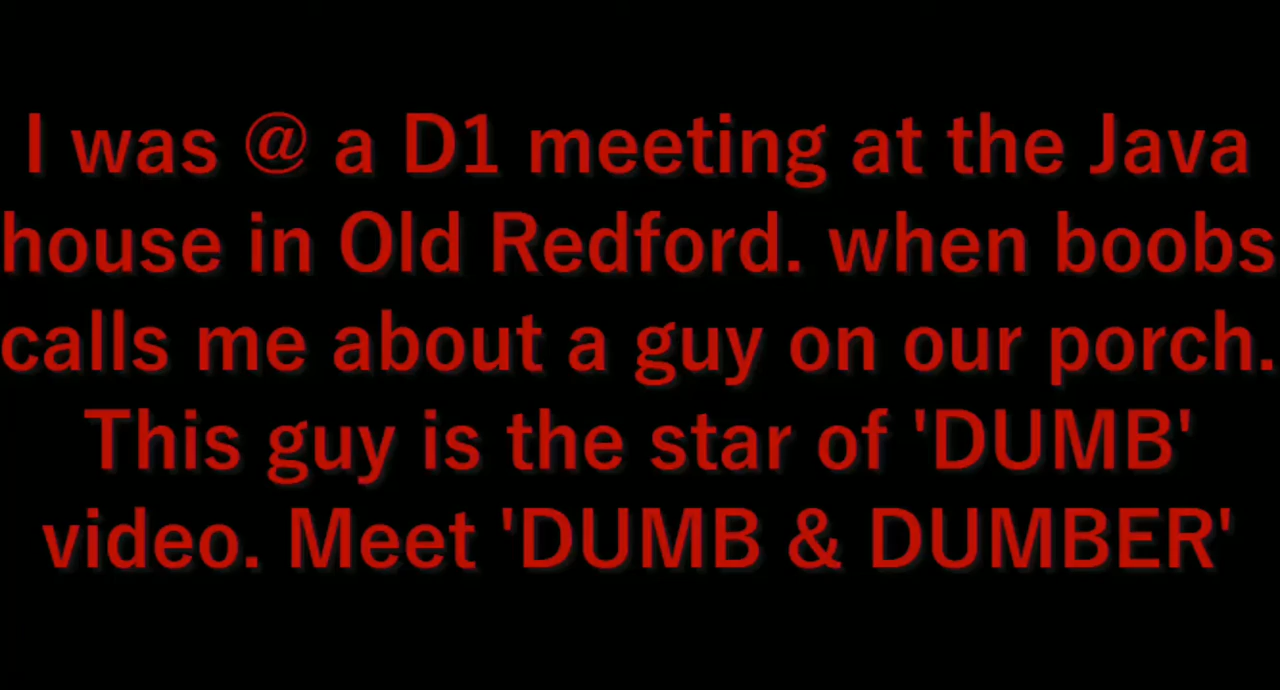 I was @ a D1 meeting at the Java
house in Old Redford. when boobs
calls me about a guy on our porch.
This guy is the star of 'DUMB'
video. Meet 'DUMB & DUMBER'